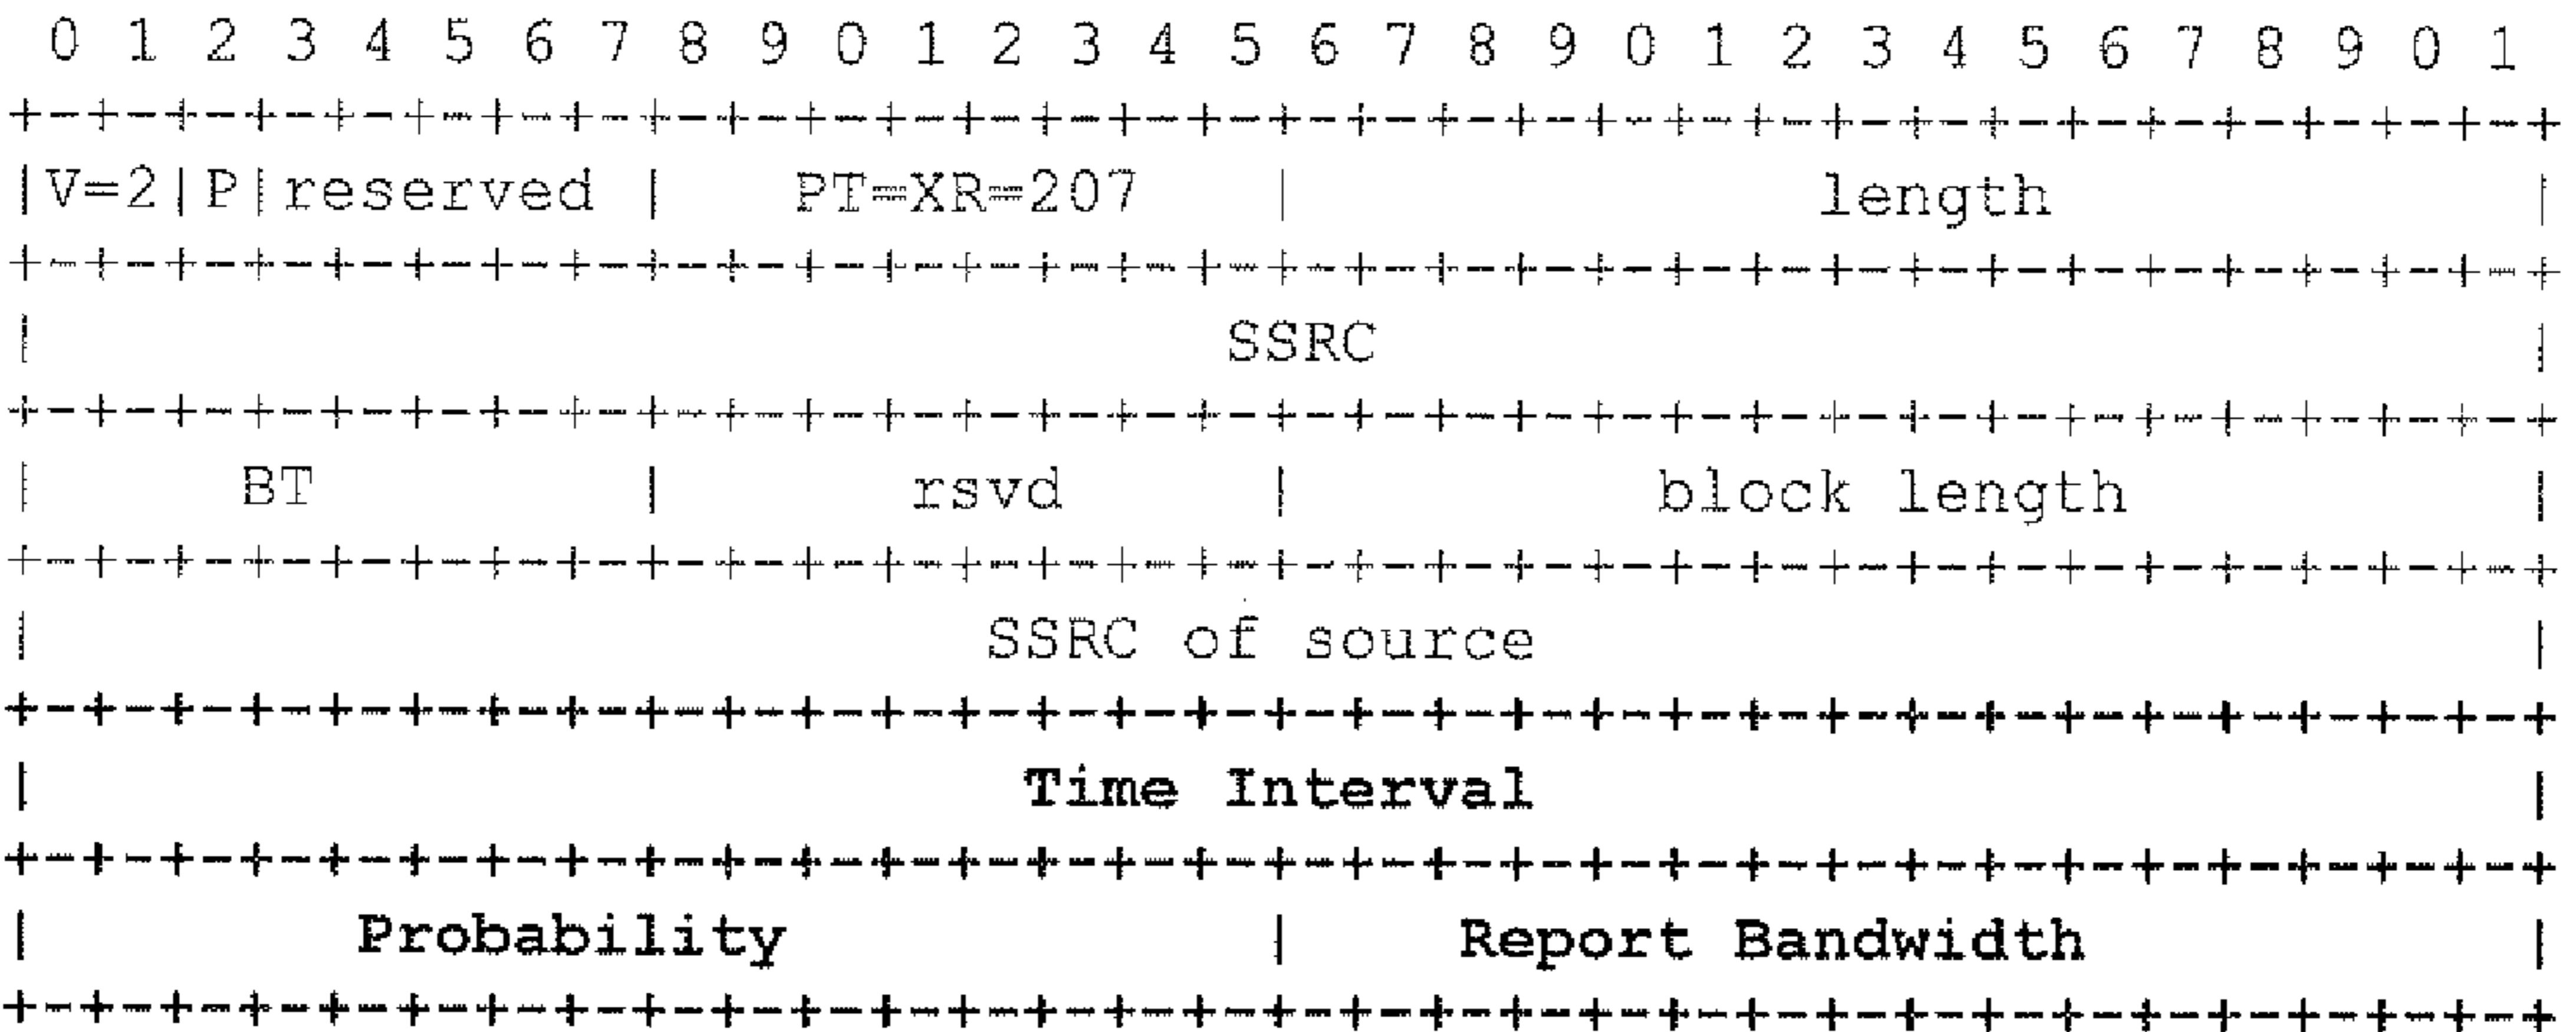 0 1 2 3 4 5 6 7 8 9 0 1 2 3 4 5 6 7 8 9 0 1 2 3 4 5 6 7 8 9 0 1
+-+-+-+-+-+-+-+-+-+-+-+-+-+-+-+-+-+-+-+-+-+-+-+-+-+-+-+-+-+-+-+-+
|V=2|P|reserved | PT=XR=207 | length |
+-+-+-+-+-+-+-+-+-+-+-+-+-+-+-+-+-+-+-+-+-+-+-+-+-+-+-+-+-+-+-+-+
| SSRC |
+-+-+-+-+-+-+-+-+-+-+-+-+-+-+-+-+-+-+-+-+-+-+-+-+-+-+-+-+-+-+-+-+
| BT | rsvd | block length |
+-+-+-+-+-+-+-+-+-+-+-+-+-+-+-+-+-+-+-+-+-+-+-+-+-+-+-+-+-+-+-+-+
| SSRC of source |
+-+-+-+-+-+-+-+-+-+-+-+-+-+-+-+-+-+-+-+-+-+-+-+-+-+-+-+-+-+-+-+-+
| Time Interval |
+-+-+-+-+-+-+-+-+-+-+-+-+-+-+-+-+-+-+-+-+-+-+-+-+-+-+-+-+-+-+-+-+
| Probability | Report Bandwidth |
+-+-+-+-+-+-+-+-+-+-+-+-+-+-+-+-+-+-+-+-+-+-+-+-+-+-+-+-+-+-+-+-+